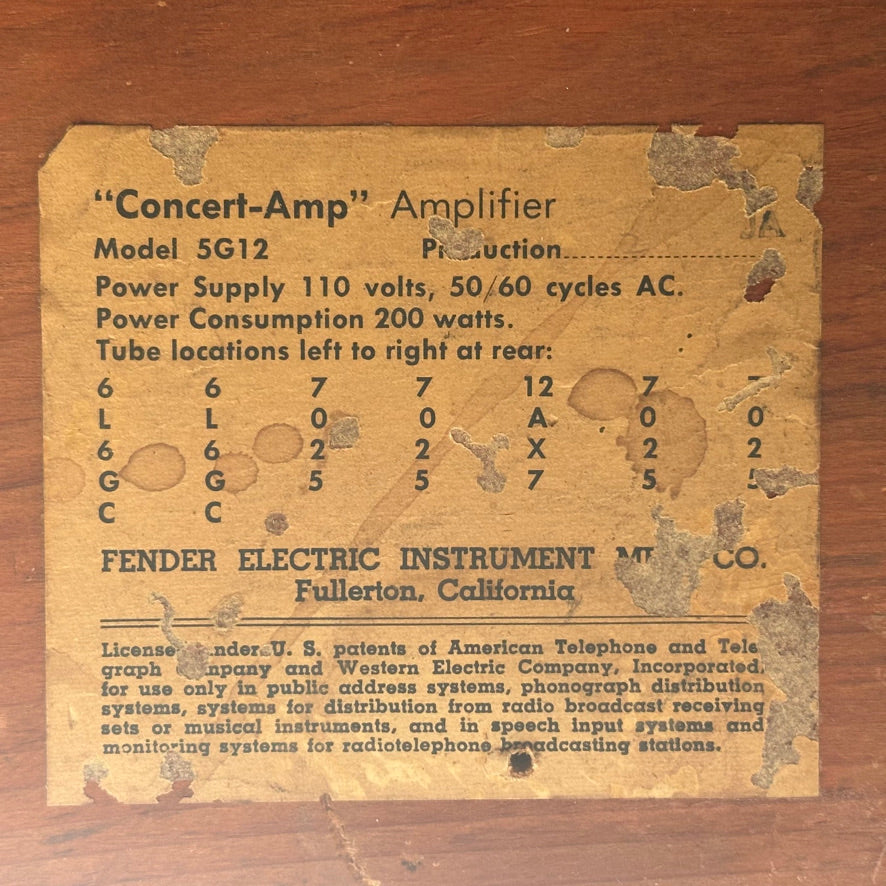 "Concert-Amp" Amplifier
JA
Model 5G12
Power Supply 110 volts, 50/60 cycles AC.
Power Consumption 200 watts.
Tube locations left to right at rear:
6 6 7 7 12 7
L L 0 0 A 0 0
6 6 2 2 X 2 2
G G 5 5 7 5 5
C C
FENDER ELECTRIC INSTRUMENT CO.
Fullerton, California
U. S. patents of American Telephone and Tele
graph and Western Electric Company, Incorporated,
for use only in public address systems, phonograph distribution
systems, systems for distribution from radio broadcast receiving
sets or musical instruments, and in speech input systems and
monitoring systems for radiotelephone broadcasting stations.